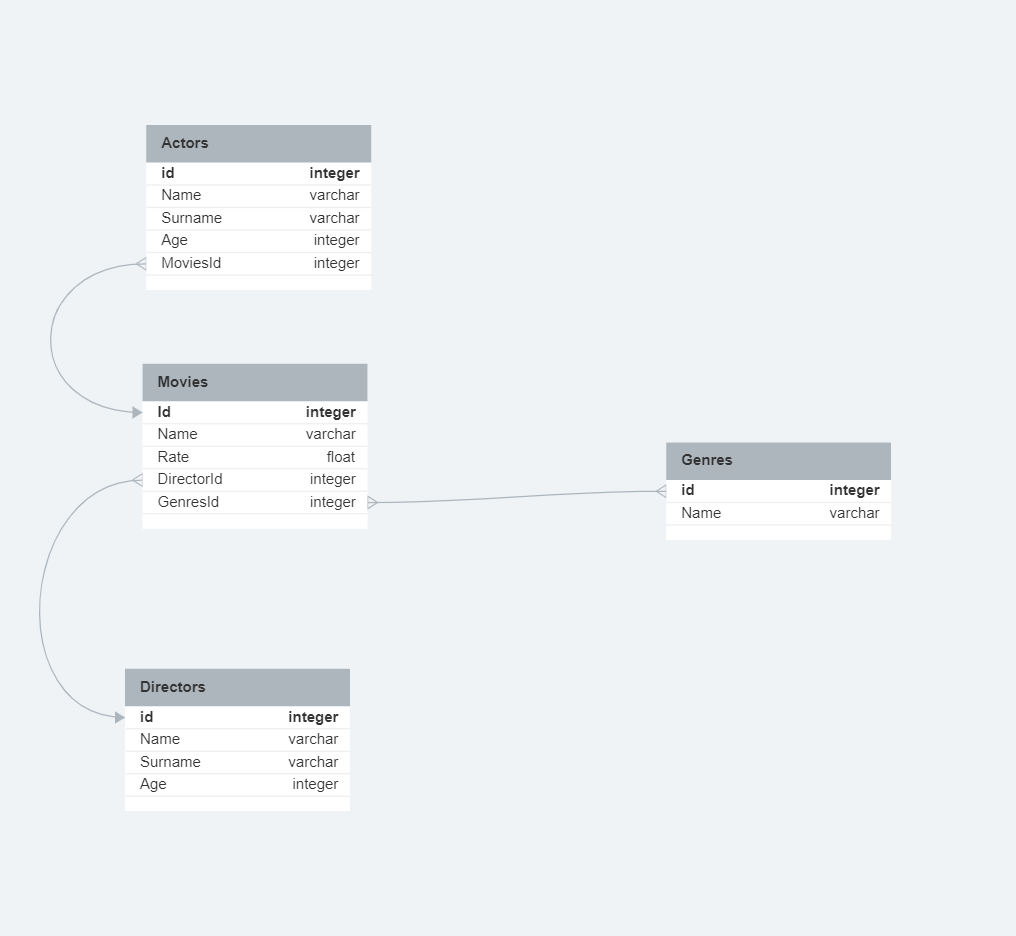 Actors
id integer
Name varchar
Surname varchar
Age integer
MoviesId integer
Movies
Id integer
Name varchar
Rate float
DirectorId integer
GenresId integer
Genres
id integer
Name varchar
Directors
id integer
Name varchar
Surname varchar
Age integer